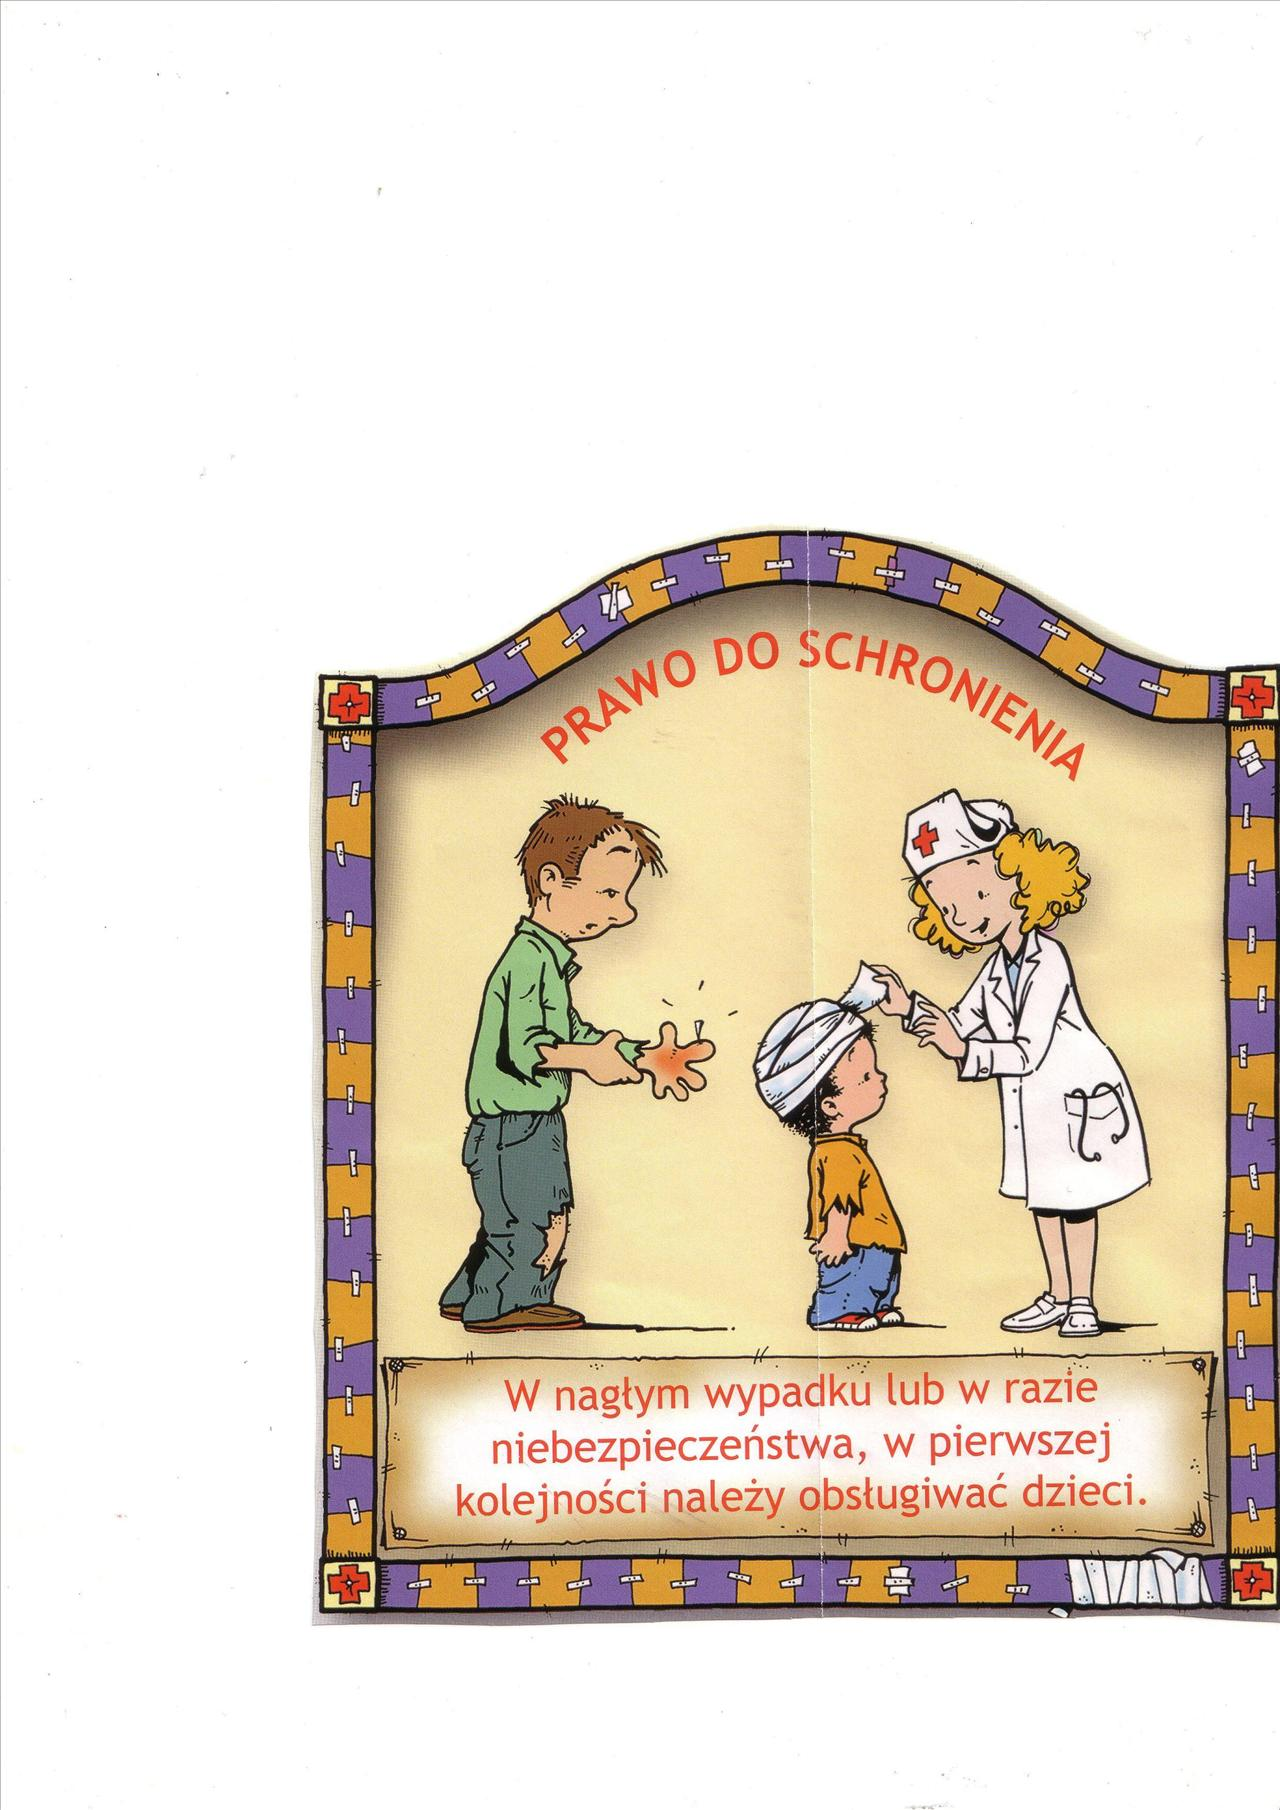 PRAWO DO SCHRONIENIA
W nagłym wypadku lub w razie
niebezpieczeństwa, w pierwszej
kolejności należy obsługiwać dzieci.